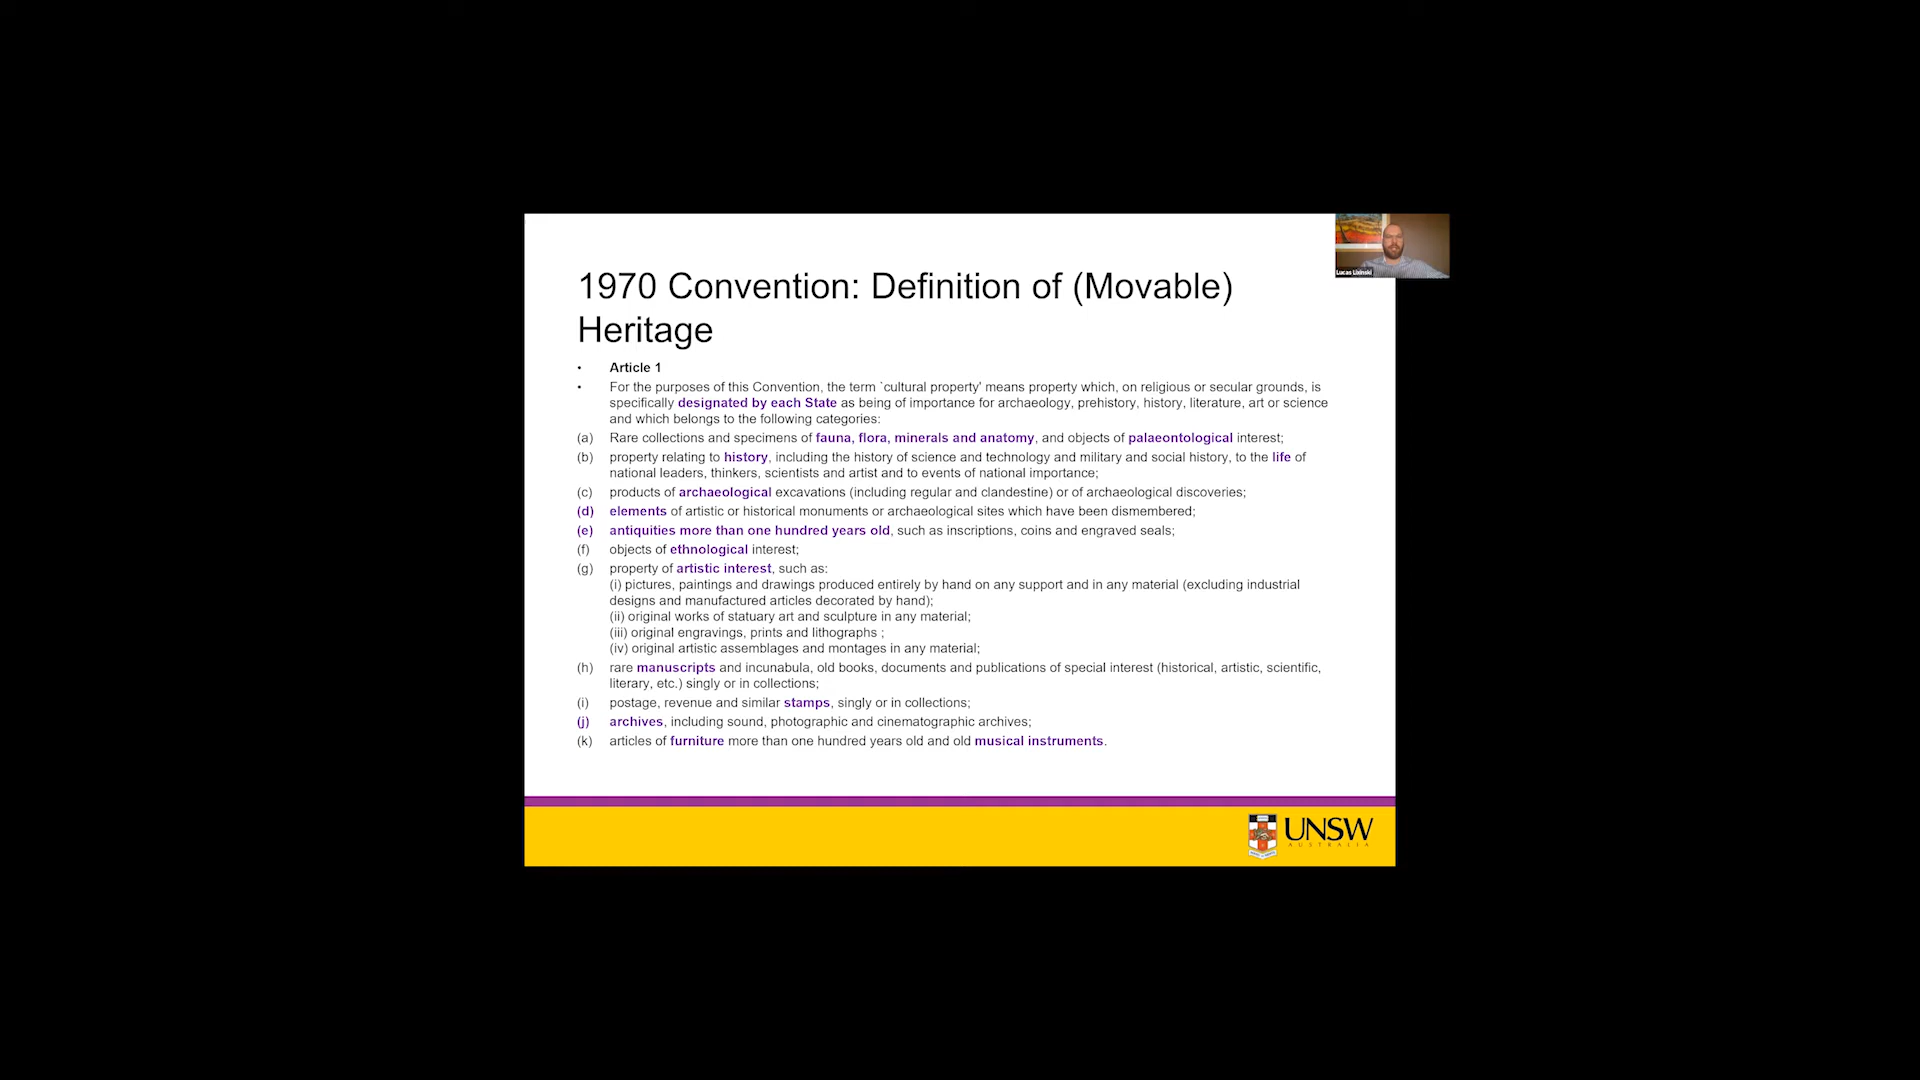 1970 Convention: Definition of (Movable)
Heritage
Lucas Lixinski
• Article 1
• For the purposes of this Convention, the term `cultural property' means property which, on religious or secular grounds, is
specifically designated by each State as being of importance for archaeology, prehistory, history, literature, art or science
and which belongs to the following categories:
(a) Rare collections and specimens of fauna, flora, minerals and anatomy, and objects of palaeontological interest;
(b) property relating to history, including the history of science and technology and military and social history, to the life of
national leaders, thinkers, scientists and artist and to events of national importance;
(c) products of archaeological excavations (including regular and clandestine) or of archaeological discoveries;
(d) elements of artistic or historical monuments or archaeological sites which have been dismembered;
(e) antiquities more than one hundred years old, such as inscriptions, coins and engraved seals;
(f) objects of ethnological interest;
(g) property of artistic interest, such as:
(i) pictures, paintings and drawings produced entirely by hand on any support and in any material (excluding industrial
designs and manufactured articles decorated by hand);
(ii) original works of statuary art and sculpture in any material;
(iii) original engravings, prints and lithographs ;
(iv) original artistic assemblages and montages in any material;
(h) rare manuscripts and incunabula, old books, documents and publications of special interest (historical, artistic, scientific,
literary, etc.) singly or in collections;
(i) postage, revenue and similar stamps, singly or in collections;
(j) archives, including sound, photographic and cinematographic archives;
(k) articles of furniture more than one hundred years old and old musical instruments.
UNSW
AUSTRALIA